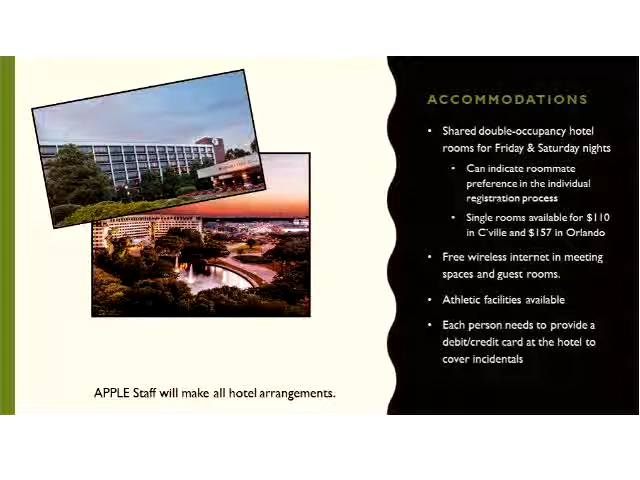 ACCOMMODATIONS
• Shared double-occupancy hotel
rooms for Friday & Saturday nights
• Can indicate roommate
preference in the individual
registration process
• Single rooms available for $110
in C'ville and $157 in Orlando
• Free wireless internet in meeting
spaces and guest rooms.
• Athletic facilities available
• Each person needs to provide a
debit/credit card at the hotel to
cover incidentals
APPLE Staff will make all hotel arrangements.